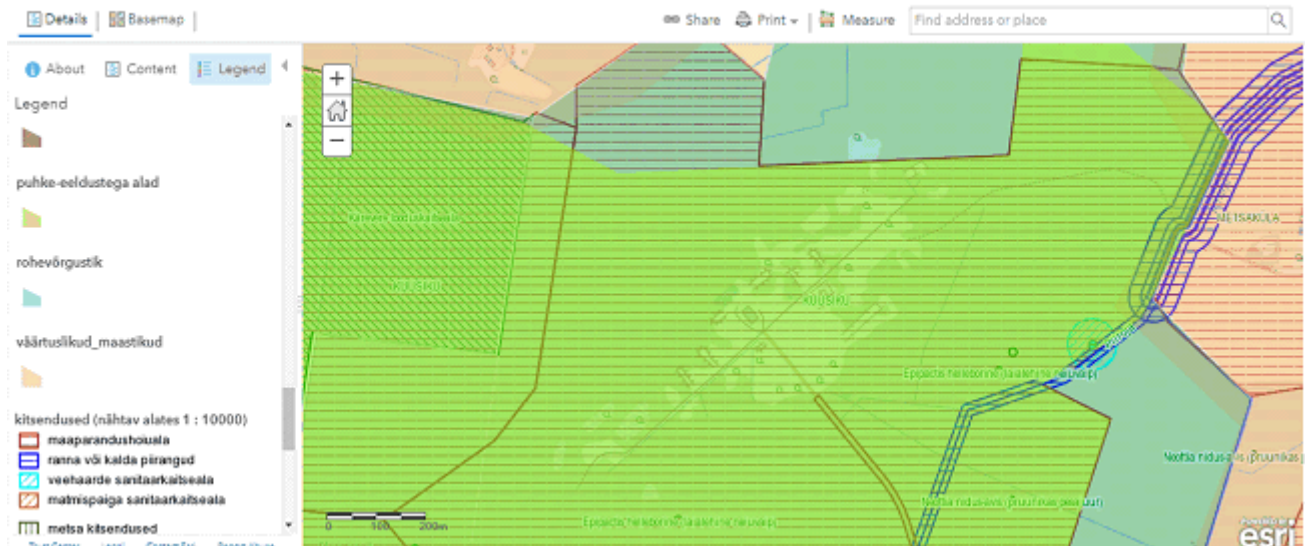 Details
Basemap
Share
Print
Measure
Find address or place
About
Content
Legend
Legend
puhke-eeldustega alad
rohevõrgustik
väärtuslikud_maastikud
kitsendused (nähtav alates 1 : 10000)
maaparandushoiuala
ranna või kalda piirangud
veehaarde sanitaarkaitseala
matmispaiga sanitaarkaitseala
metsa kitsendused
METSAKÜLA
KUUSIKU
KUUSIKU
Epipactis helleborine (laialehine neiuvaip)
Neottia nidus-avis (pruunikas
Neottia nidus-avis (pruunikas pesajuur)
Epipactis helleborine (laialehine neiuvaip)
0 100 200m
POWERED BY
esri